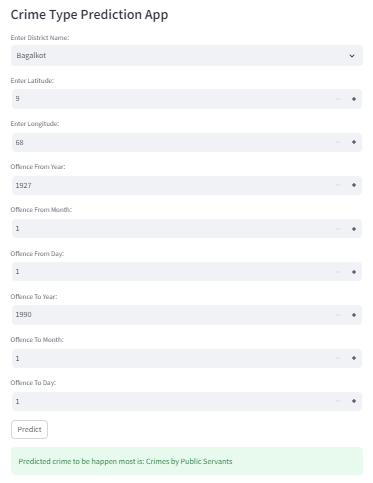 Crime Type Prediction App
Enter District Name:
Bagalkot
Enter Latitude:
9
Enter Longitude:
68
Offence From Year:
1927
Offence From Month:
1
Offence From Day:
1
Offence To Year:
1990
Offence To Month:
1
Offence To Day:
1
Predict
Predicted crime to be happen most is: Crimes by Public Servants